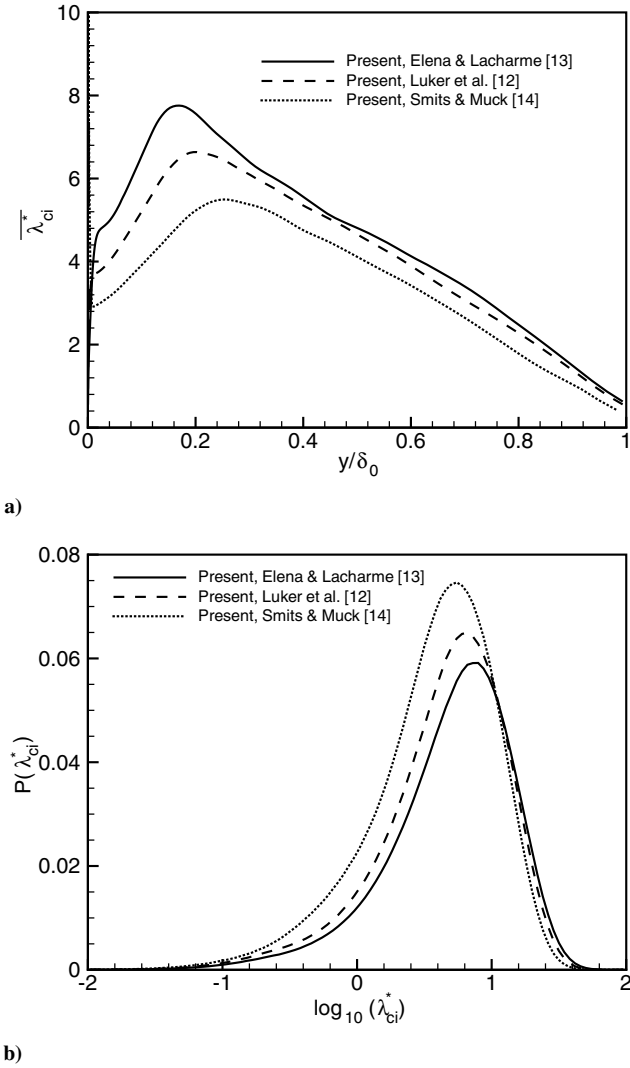 10
8
6
4
2
0
λ*ci
Present, Elena & Lacharme [13]
Present, Luker et al. [12]
Present, Smits & Muck [14]
0 0.2 0.4 0.6 0.8 1
y/δ0
a)
0.08
0.06
0.04
0.02
0
P(λ*ci)
Present, Elena & Lacharme [13]
Present, Luker et al. [12]
Present, Smits & Muck [14]
-2 -1 0 1 2
log10 (λ*ci)
b)